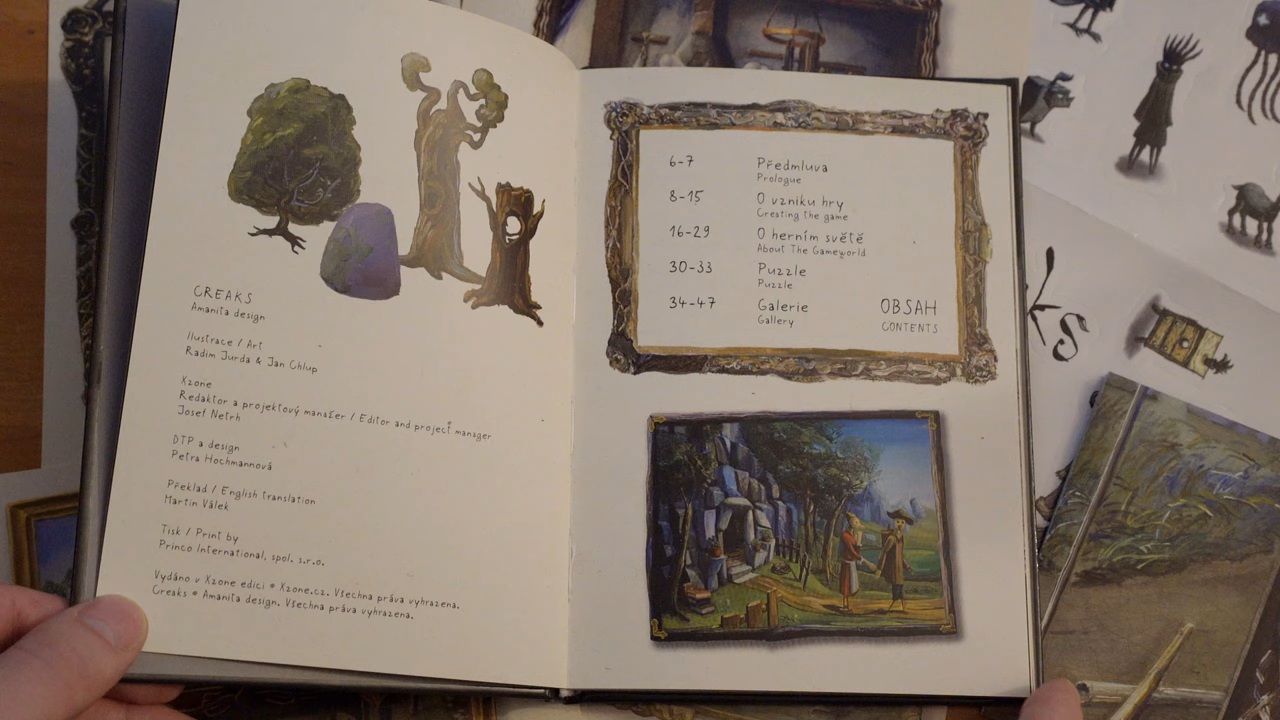 CREAKS
Amanita design
Ilustrace / Art
Radim Jurda & Jan Chlup
Xzone
Redaktor a projektový manažer / Editor and project manager
Josef Netrh
DTP a design
Petra Hochmannová
Překlad / English translation
Martin Válek
Tisk / Print by
Princo International, spol. s.r.o.
Vydáno v Xzone edici © Xzone.cz. Všechna práva vyhrazena.
Creaks © Amanita design. Všechna práva vyhrazena.
6-7 Předmluva
Prologue
8-15 O vzniku hry
Creating the game
16-29 O herním světě
About The Gameworld
30-33 Puzzle
Puzzle
34-47 Galerie
Gallery
OBSAH
CONTENTS